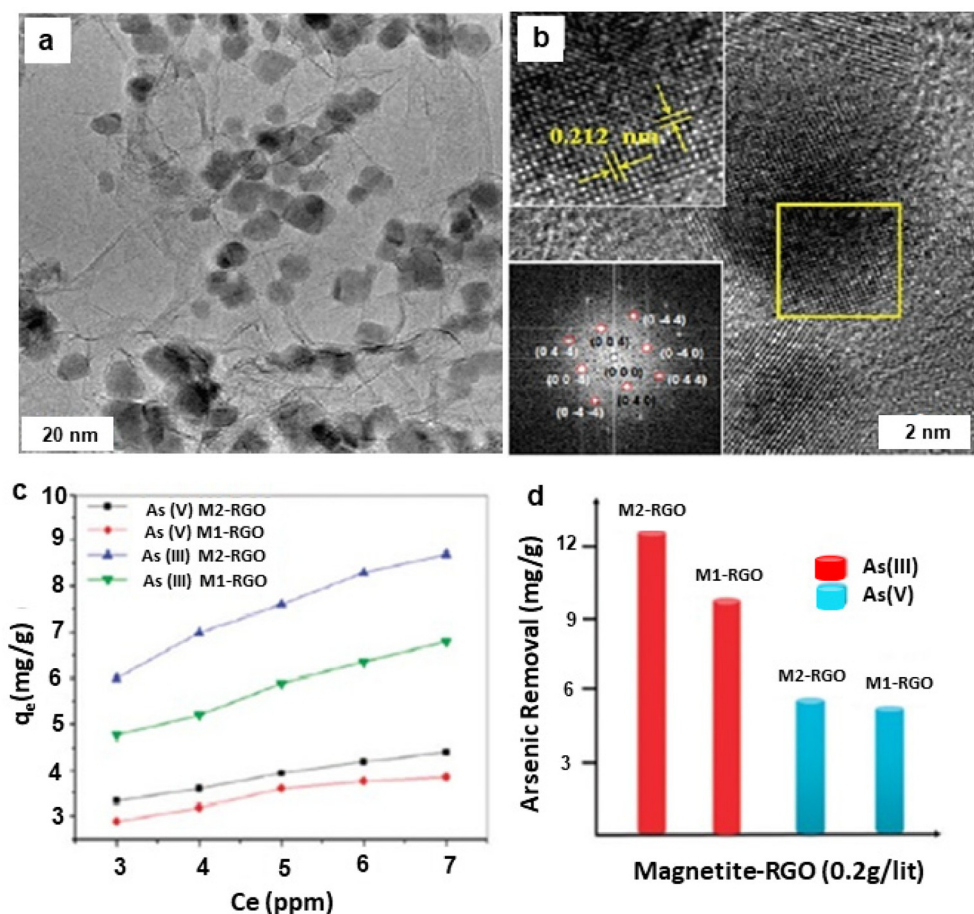 a
20 nm
b
0.212 nm
(0 -4 4)
(0 0 4)
(0 4 -4)
(0 -4 0)
(0 0 0)
(0 0 -4)
(0 4 4)
(0 4 0)
(0 -4 -4)
2 nm
c
10
9
8
7
6
5
4
3
As (V) M2-RGO
As (V) M1-RGO
As (III) M2-RGO
As (III) M1-RGO
qe(mg/g)
3 4 5 6 7
Ce (ppm)
d
Arsenic Removal (mg/g)
12
9
6
3
M2-RGO
M1-RGO
M2-RGO
M1-RGO
As(III)
As(V)
Magnetite-RGO (0.2g/lit)